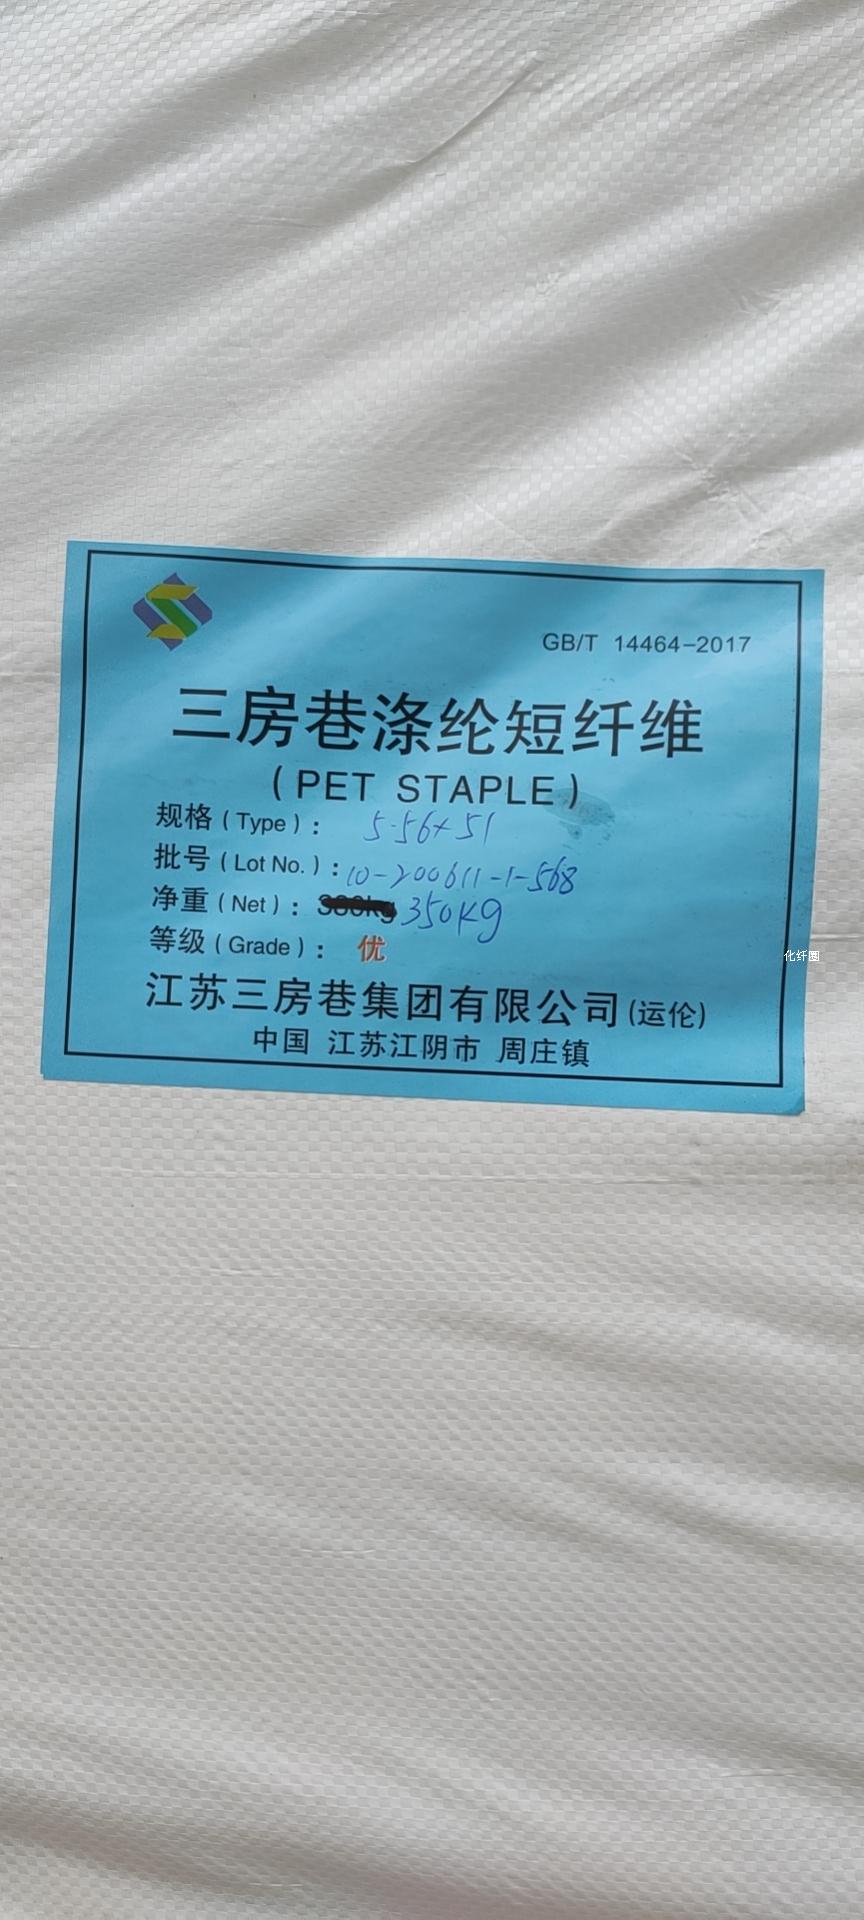 GB/T 14464-2017
三房巷涤纶短纤维
(PET STAPLE)
规格(Type): 5.56×51
批号(Lot No.): 10-200611-1-568
净重(Net): 380kg 350Kg
等级(Grade): 优
江苏三房巷集团有限公司(运伦)
中国 江苏江阴市 周庄镇
化纤圈